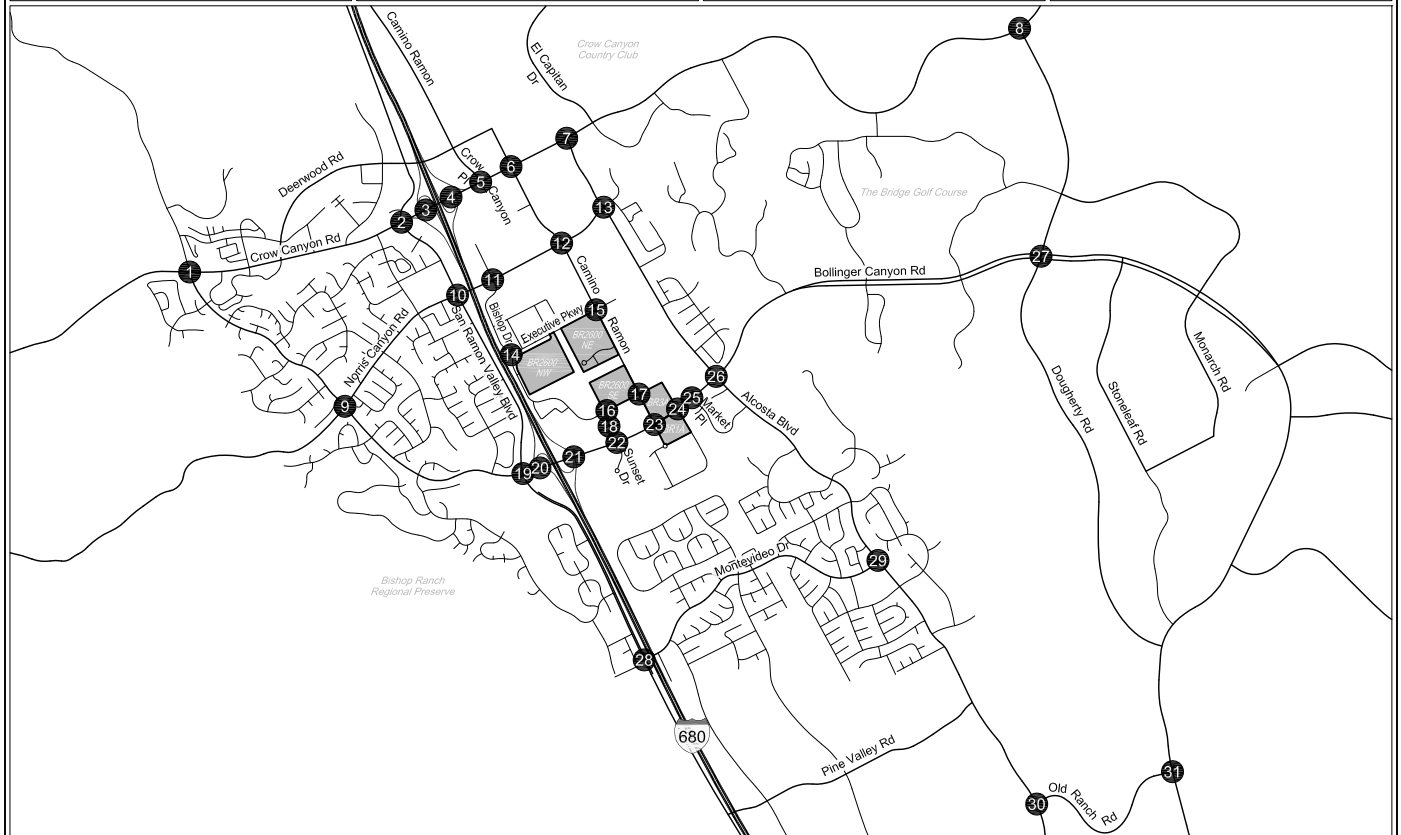 8
Camino Ramon
El Capitan
Dr
Crow Canyon
Country Club
7
6
Crow Canyon
Pl
5
4
3
2
Deerwood Rd
Crow Canyon Rd
1
The Bridge Golf Course
13
12
11
10
27
Bollinger Canyon Rd
Camino Ramon
15
Bishop Dr
Executive Pkwy
14
San Ramon Valley Blvd
Norris Canyon Rd
BR2600
NE
BR2600
NW
BR2600
9
17
16
18
22
23
24
25
26
Market
Pl
BR1A
Alcosta Blvd
Monarch Rd
Stoneleaf Rd
Dougherty Rd
19
20
21
Sunset
Dr
Montevideo Dr
29
Bishop Ranch
Regional Preserve
28
680
Pine Valley Rd
30
Old Ranch Rd
31